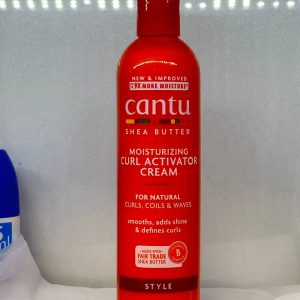 NEW & IMPROVED
MORE MOISTURE
cantu
SHEA BUTTER
MOISTURIZING
CURL ACTIVATOR
CREAM
FOR NATURAL
CURLS, COILS & WAVES
smooths, adds shine
& defines curls
MADE WITH
FAIR TRADE
SHEA BUTTER
B
STYLE